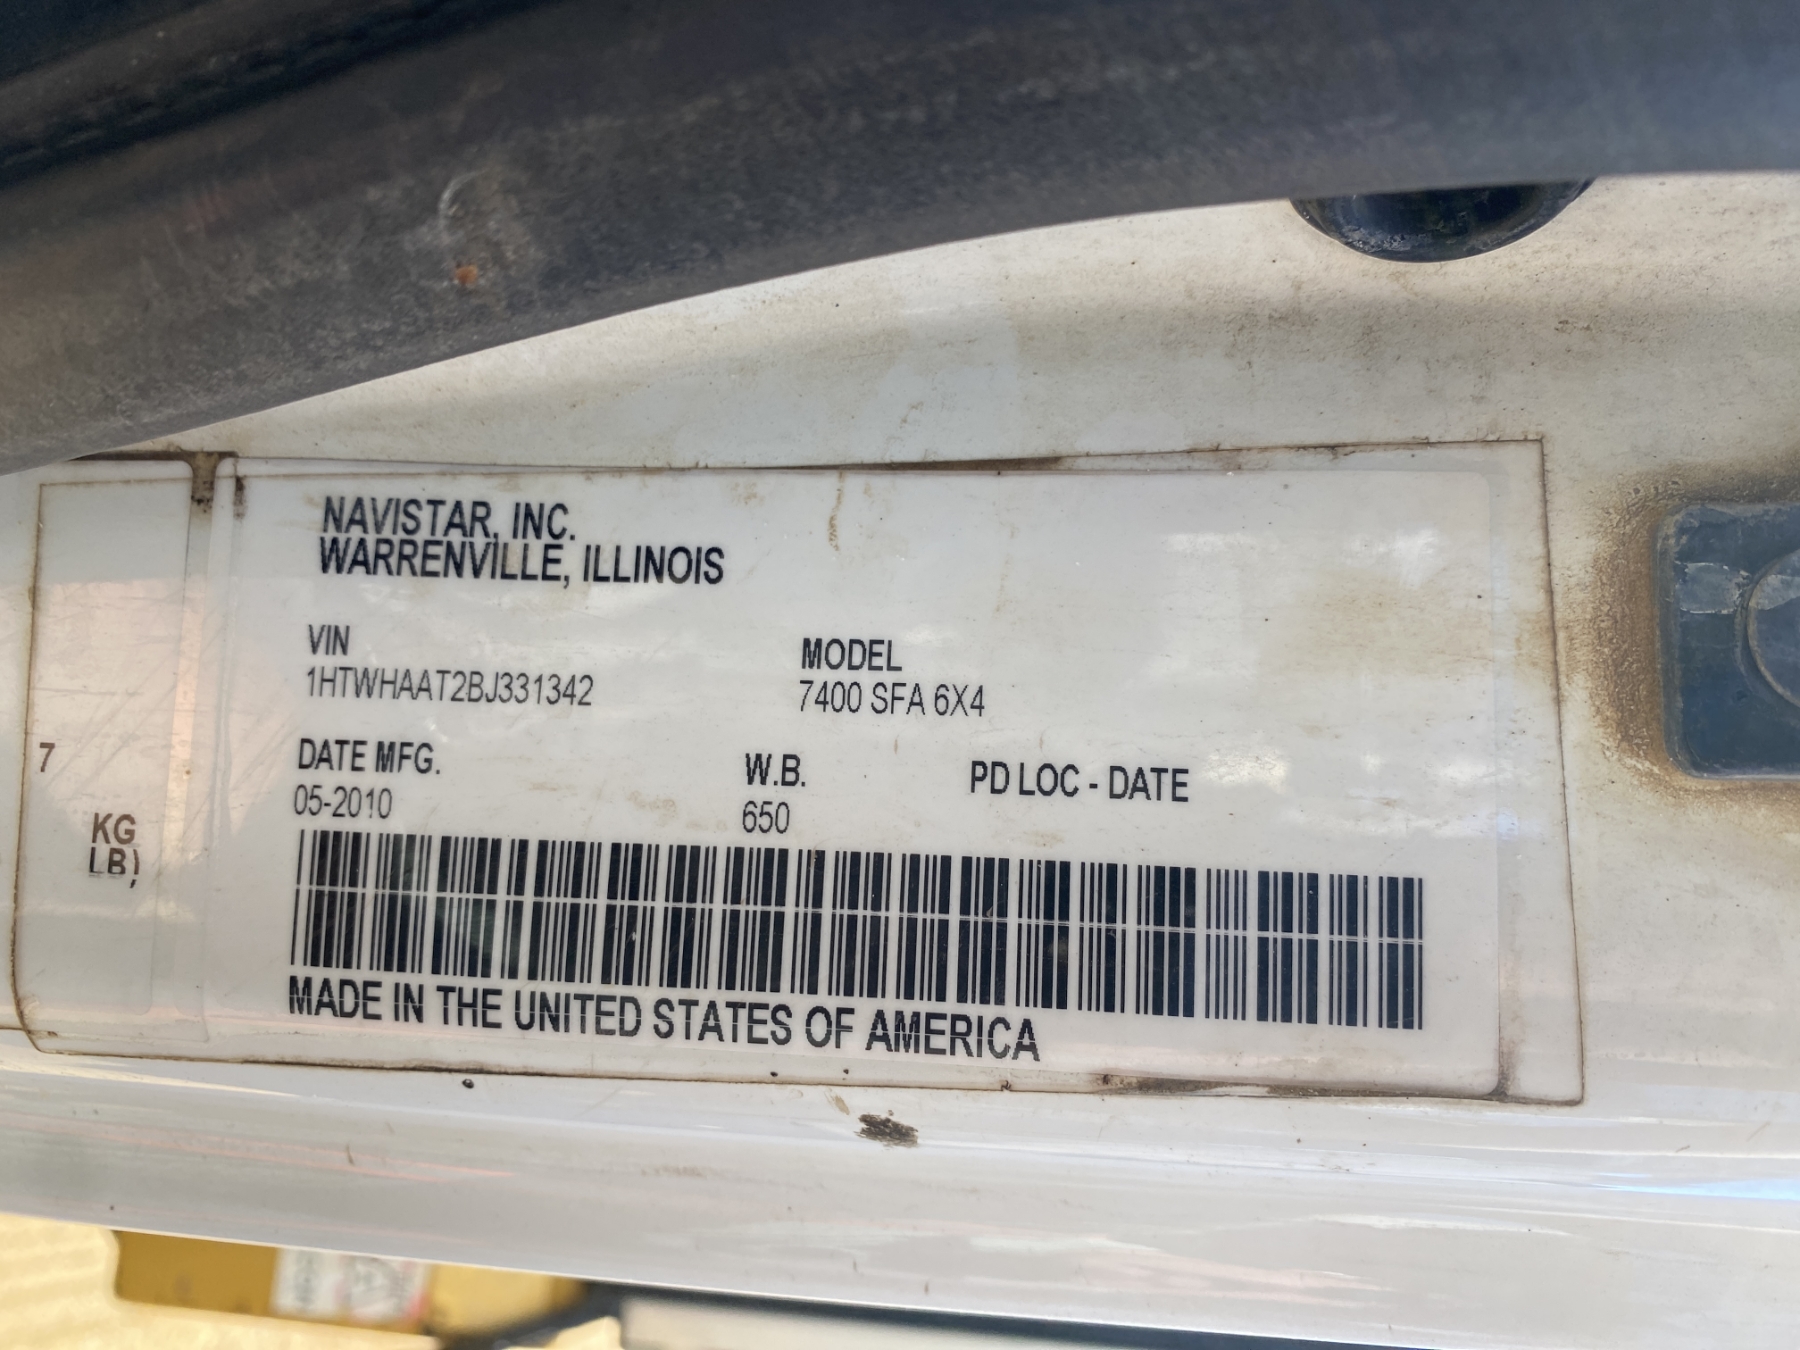 NAVISTAR, INC.
WARRENVILLE, ILLINOIS
VIN
1HTWHAAT2BJ331342
MODEL
7400 SFA 6X4
DATE MFG.
05-2010
W.B.
650
PD LOC - DATE
MADE IN THE UNITED STATES OF AMERICA
7
KG
LB)